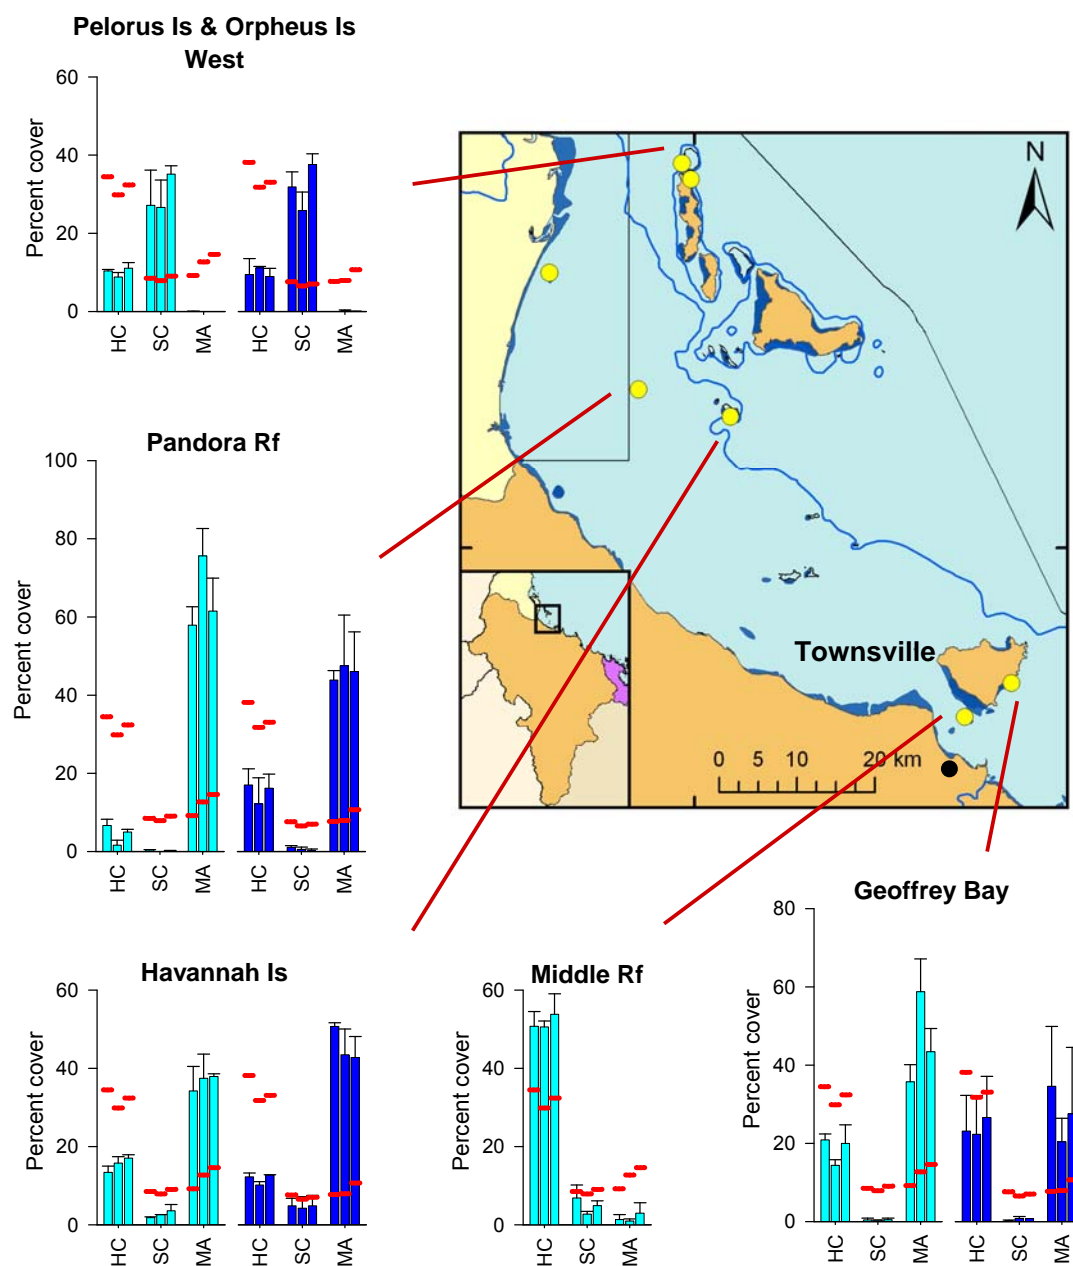 Pelorus Is & Orpheus Is
West
Percent cover
60
40
20
0
HC
SC
MA
HC
SC
MA
N
Townsville
0 5 10 20 km
Pandora Rf
Percent cover
100
80
60
40
20
0
HC
SC
MA
HC
SC
MA
Havannah Is
Percent cover
60
40
20
0
HC
SC
MA
HC
SC
MA
Middle Rf
Percent cover
60
40
20
0
HC
SC
MA
Geoffrey Bay
Percent cover
80
60
40
20
0
HC
SC
MA
HC
SC
MA